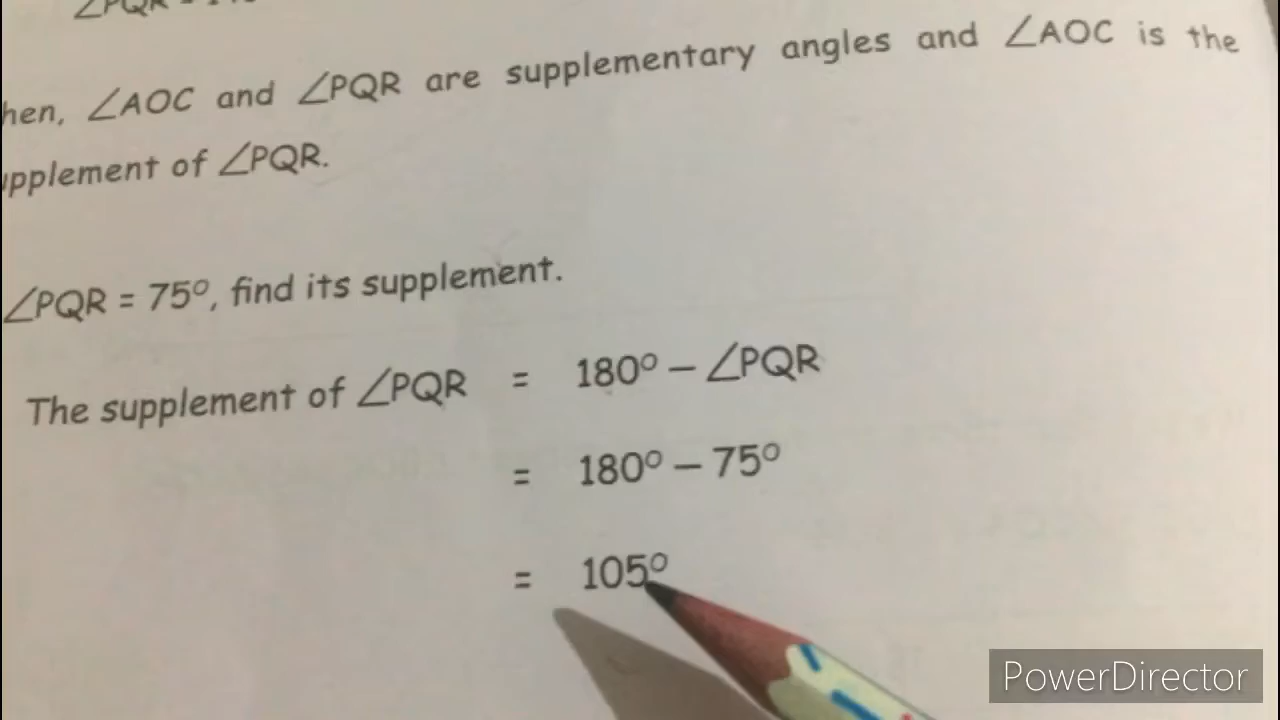 hen, ∠AOC and ∠PQR are supplementary angles and ∠AOC is the
upplement of ∠PQR.
∠PQR = 75°, find its supplement.
The supplement of ∠PQR = 180° – ∠PQR
= 180° – 75°
= 105°
PowerDirector